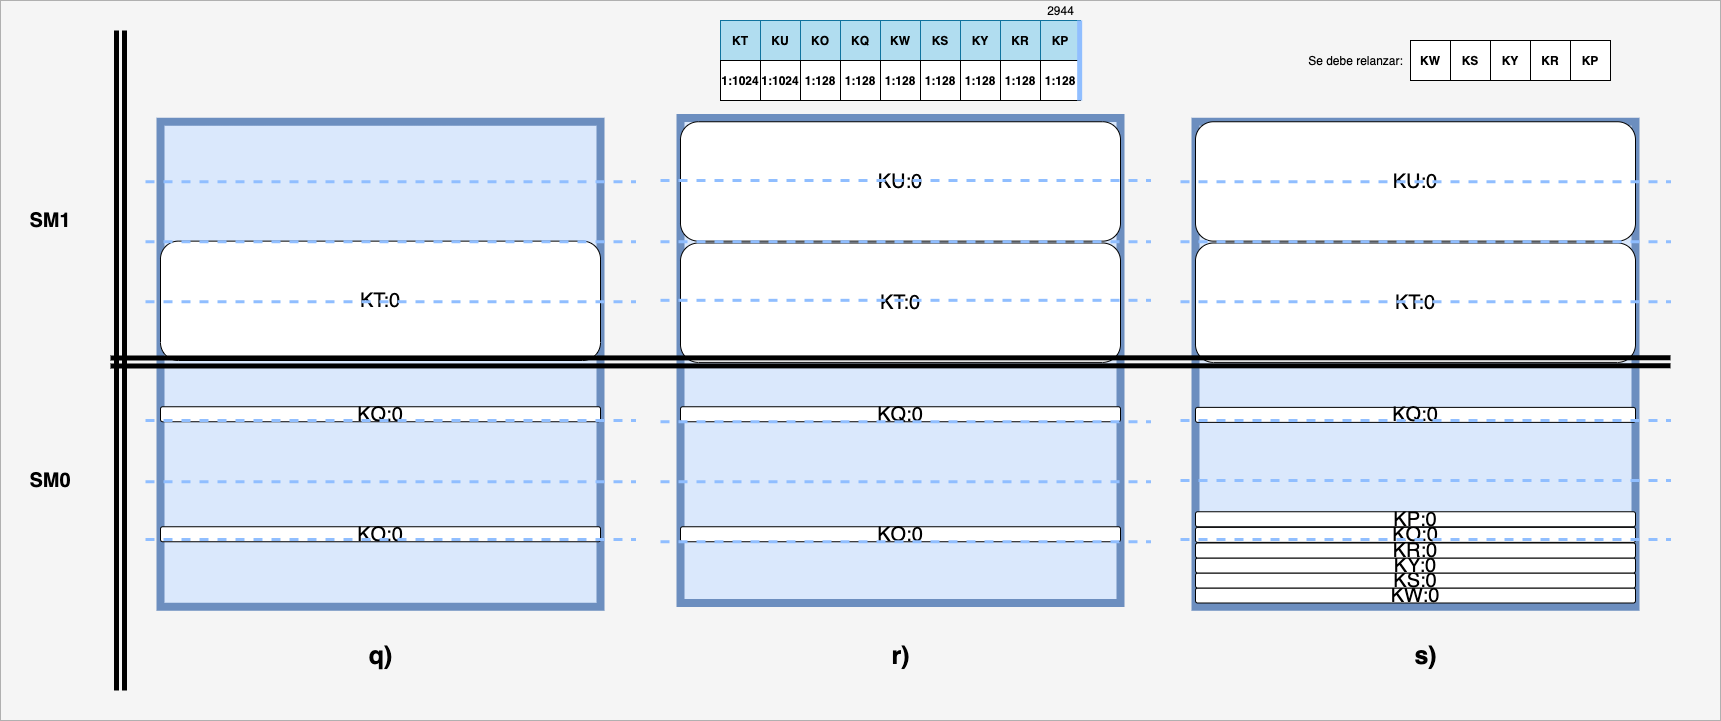 2944
KT KU KO KQ KW KS KY KR KP
1:1024 1:1024 1:128 1:128 1:128 1:128 1:128 1:128 1:128
Se debe relanzar: KW KS KY KR KP
SM1
KT:0
KU:0
KT:0
KU:0
KT:0
SM0
KQ:0
KO:0
KQ:0
KO:0
KQ:0
KP:0
KO:0
KR:0
KY:0
KS:0
KW:0
q)
r)
s)